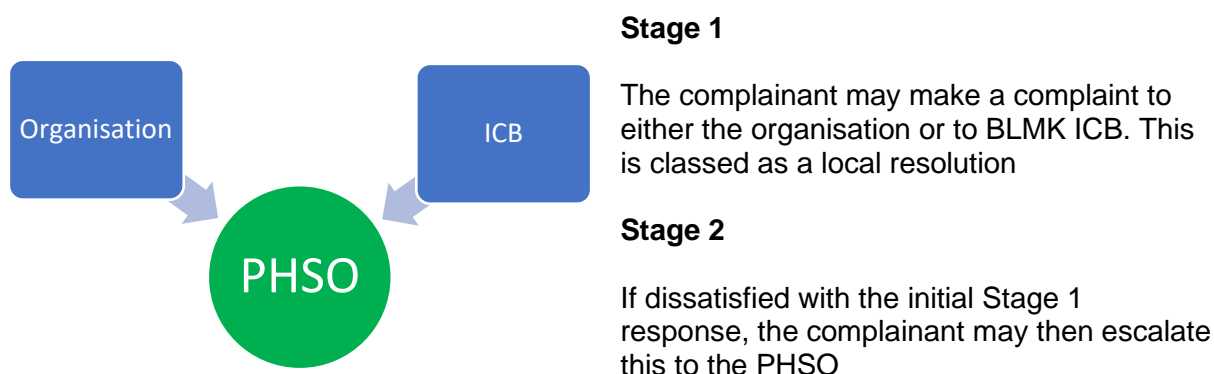 Organisation
ICB
PHSO
Stage 1
The complainant may make a complaint to
either the organisation or to BLMK ICB. This
is classed as a local resolution
Stage 2
If dissatisfied with the initial Stage 1
response, the complainant may then escalate
this to the PHSO